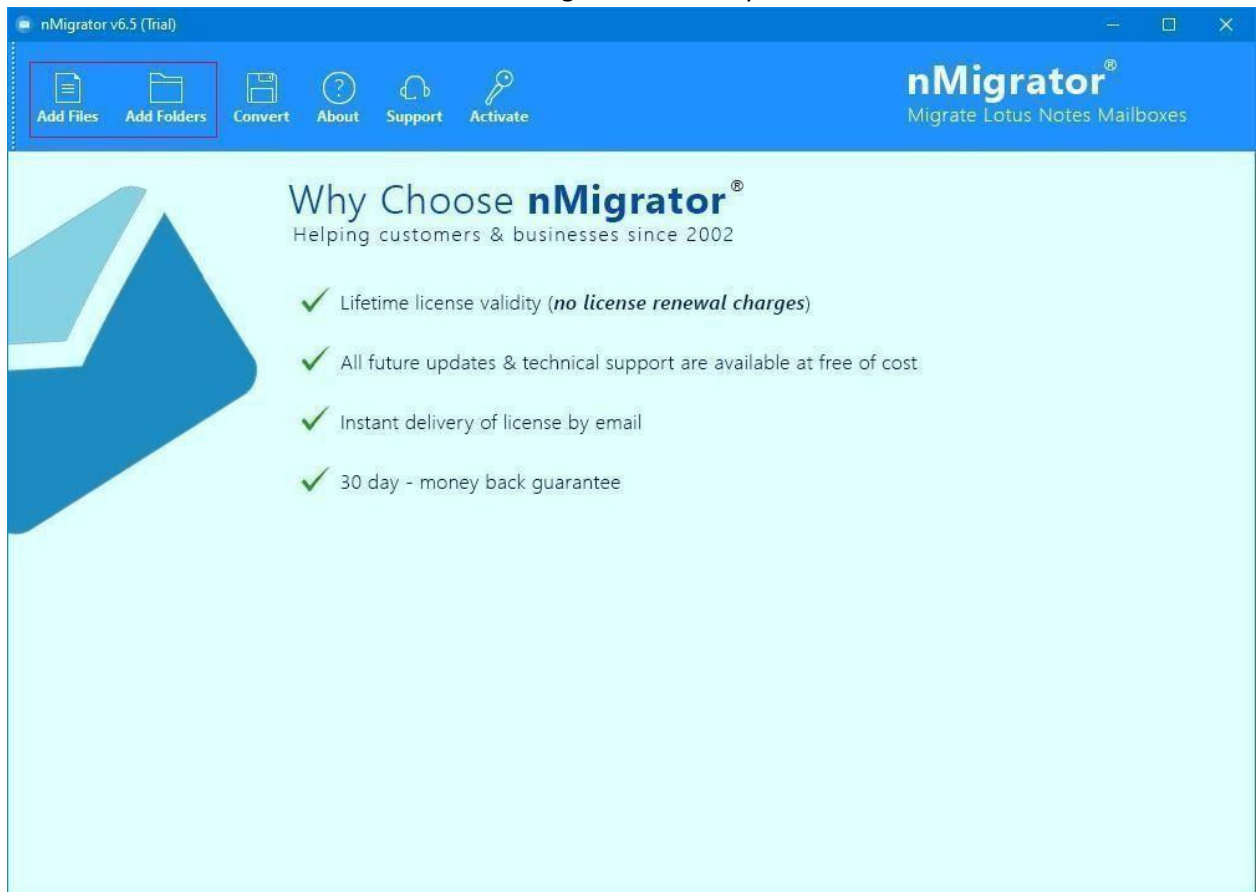 nMigrator v6.5 (Trial)
nMigrator®
Migrate Lotus Notes Mailboxes
Add Files Add Folders Convert About Support Activate
Why Choose nMigrator®
Helping customers & businesses since 2002
Lifetime license validity (no license renewal charges)
All future updates & technical support are available at free of cost
Instant delivery of license by email
30 day - money back guarantee